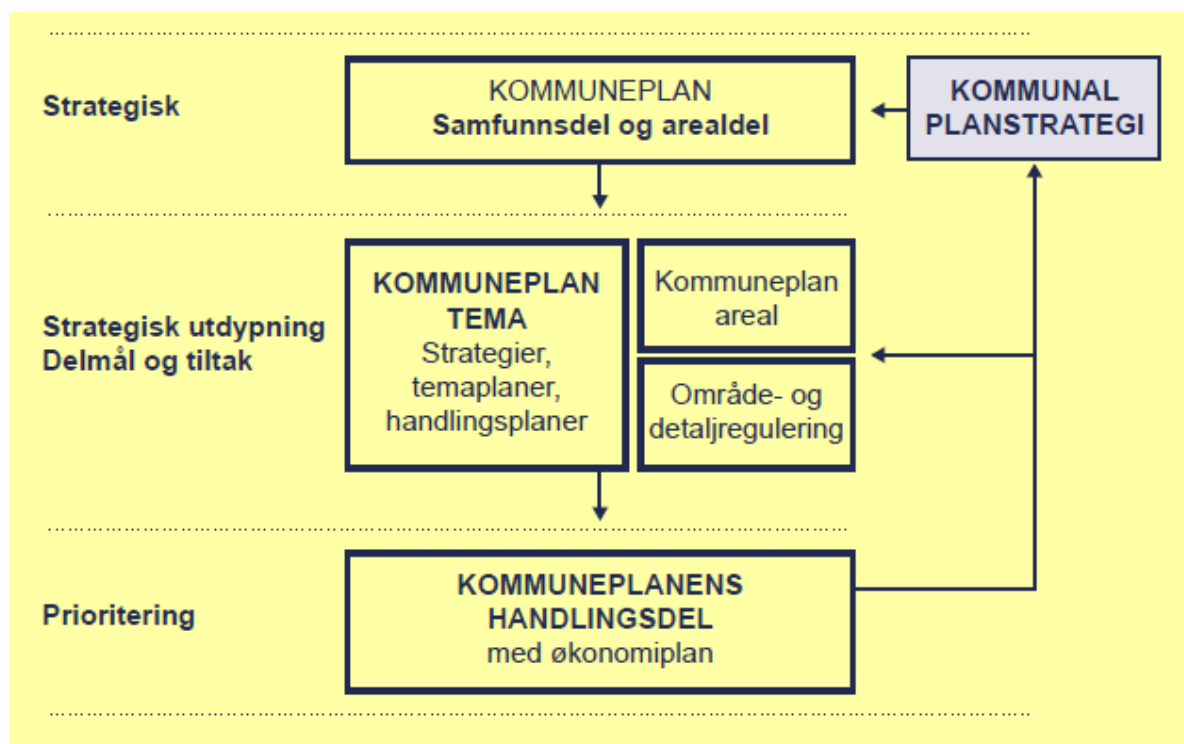 Strategisk
KOMMUNEPLAN
Samfunnsdel og arealdel
KOMMUNAL
PLANSTRATEGI
Strategisk utdypning
Delmål og tiltak
KOMMUNEPLAN
TEMA
Strategier,
temaplaner,
handlingsplaner
Kommuneplan
areal
Område- og
detaljregulering
Prioritering
KOMMUNEPLANENS
HANDLINGSDEL
med økonomiplan